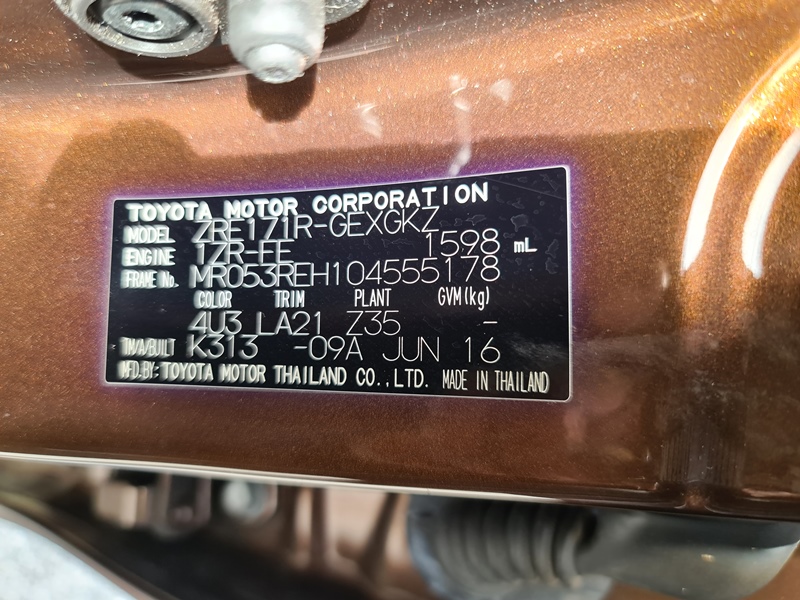 TOYOTA MOTOR CORPORATION
MODEL ZRE171R-GEXGKZ
ENGINE 1ZR-FE 1598 mL
FRAME No. MR053REH104555178
COLOR TRIM PLANT GVM(kg)
4U3 LA21 Z35 -
TM/A/BUILT K313 -09A JUN 16
MFD.BY:TOYOTA MOTOR THAILAND CO.,LTD. MADE IN THAILAND